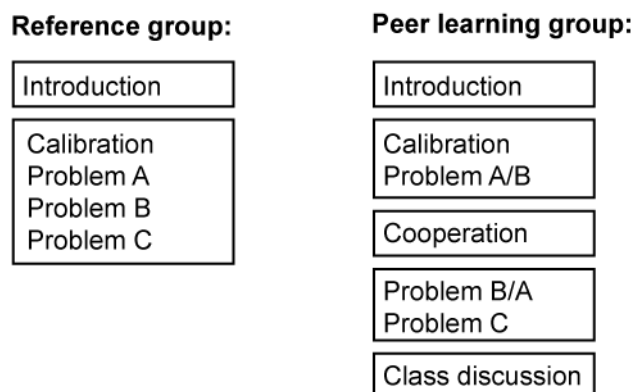 Reference group:
Introduction
Calibration
Problem A
Problem B
Problem C
Peer learning group:
Introduction
Calibration
Problem A/B
Cooperation
Problem B/A
Problem C
Class discussion